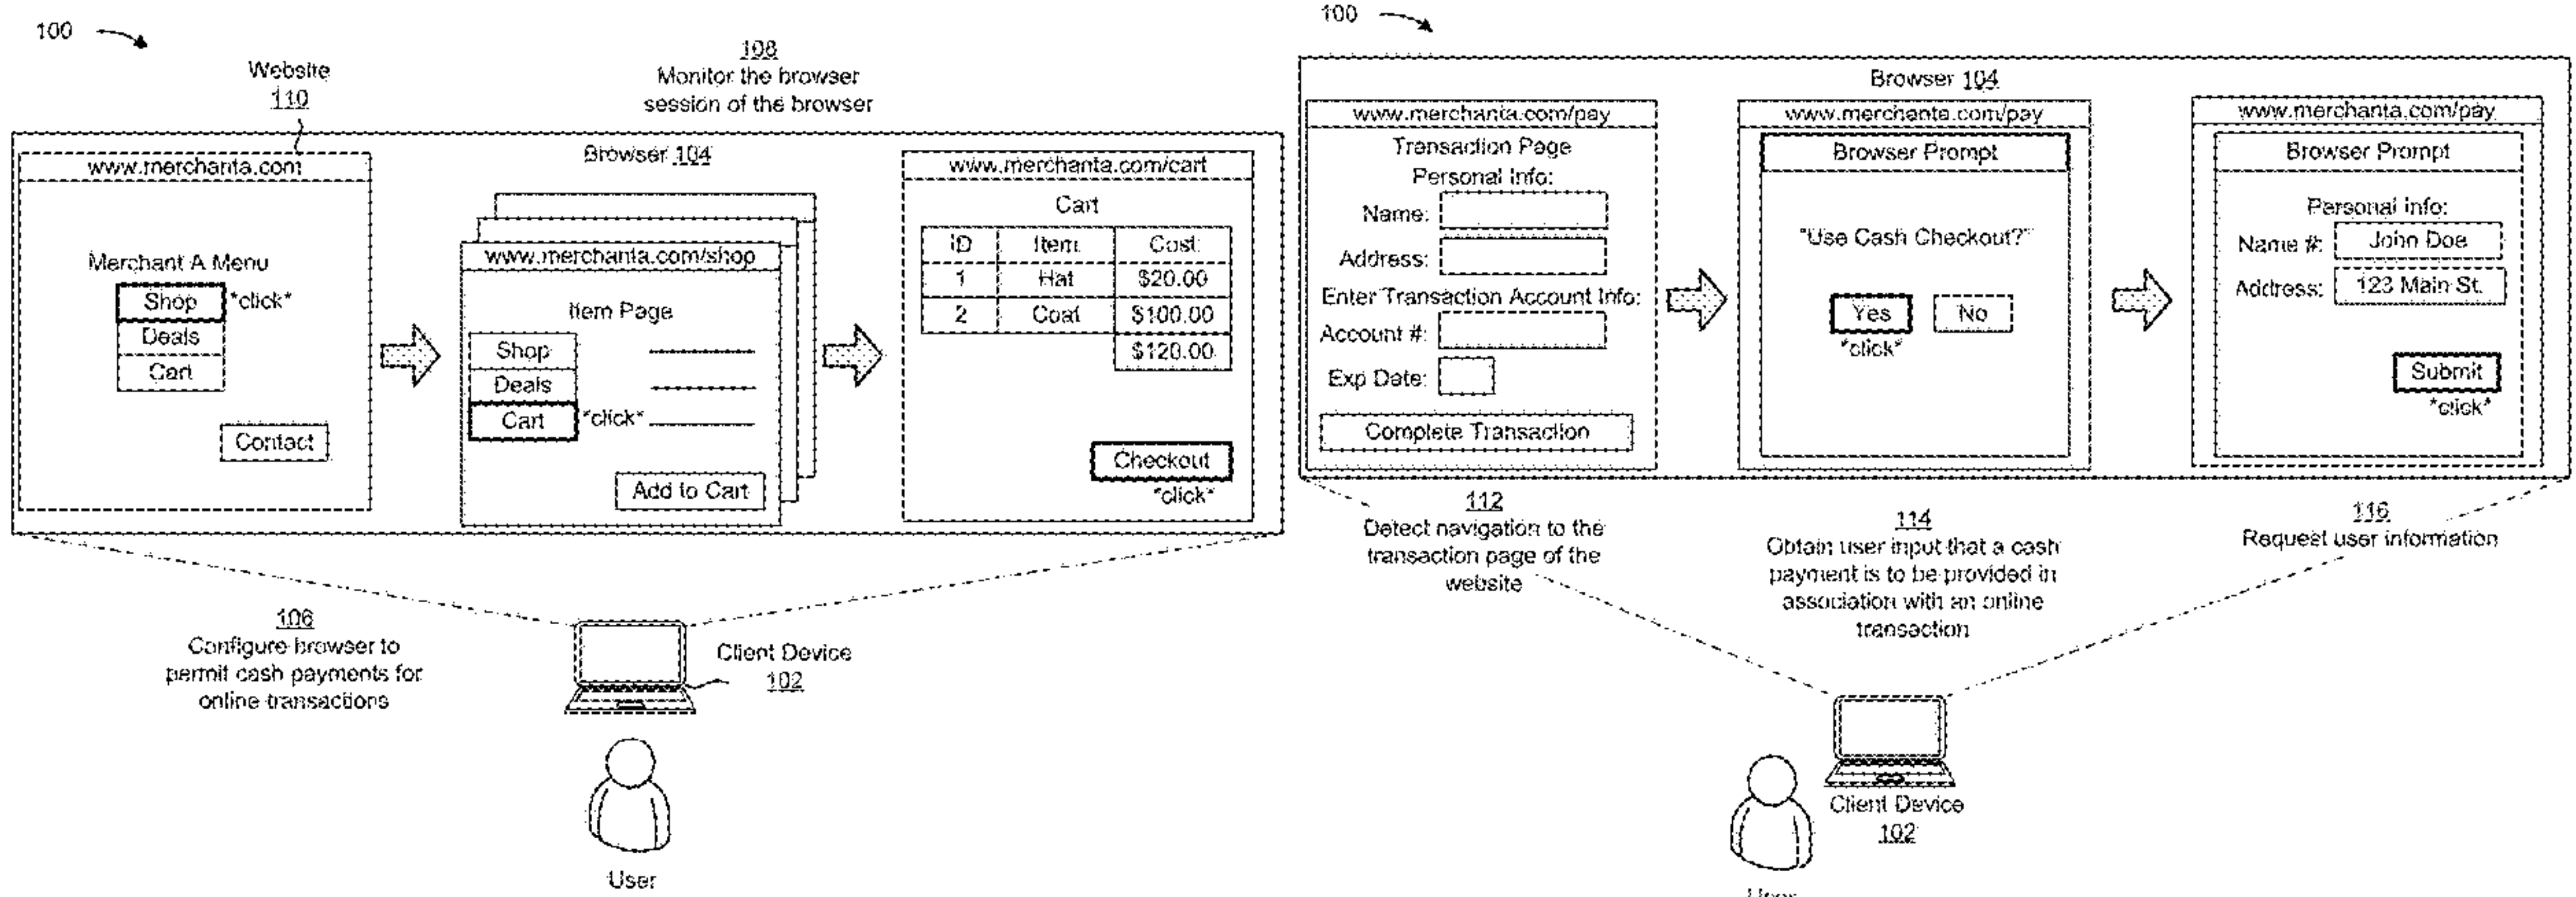 100
Website
110
108
Monitor the browser
session of the browser
Browser 104
www.merchanta.com
Merchant A Menu
Shop *click*
Deals
Cart
Contact
www.merchanta.com/shop
Item Page
Shop
Deals
Cart *click*
Add to Cart
www.merchanta.com/cart
Cart
ID Item Cost
1 Hat $20.00
2 Coat $100.00
$120.00
Checkout
*click*
106
Configure browser to
permit cash payments for
online transactions
Client Device
102
User
100
Browser 104
www.merchanta.com/pay
Transaction Page
Personal Info:
Name:
Address:
Enter Transaction Account Info:
Account #:
Exp Date:
Complete Transaction
www.merchanta.com/pay
Browser Prompt
"Use Cash Checkout?"
Yes No
*click*
www.merchanta.com/pay
Browser Prompt
Personal Info:
Name #: John Doe
Address: 123 Main St.
Submit
*click*
112
Detect navigation to the
transaction page of the
website
114
Obtain user input that a cash
payment is to be provided in
association with an online
transaction
116
Request user information
Client Device
102